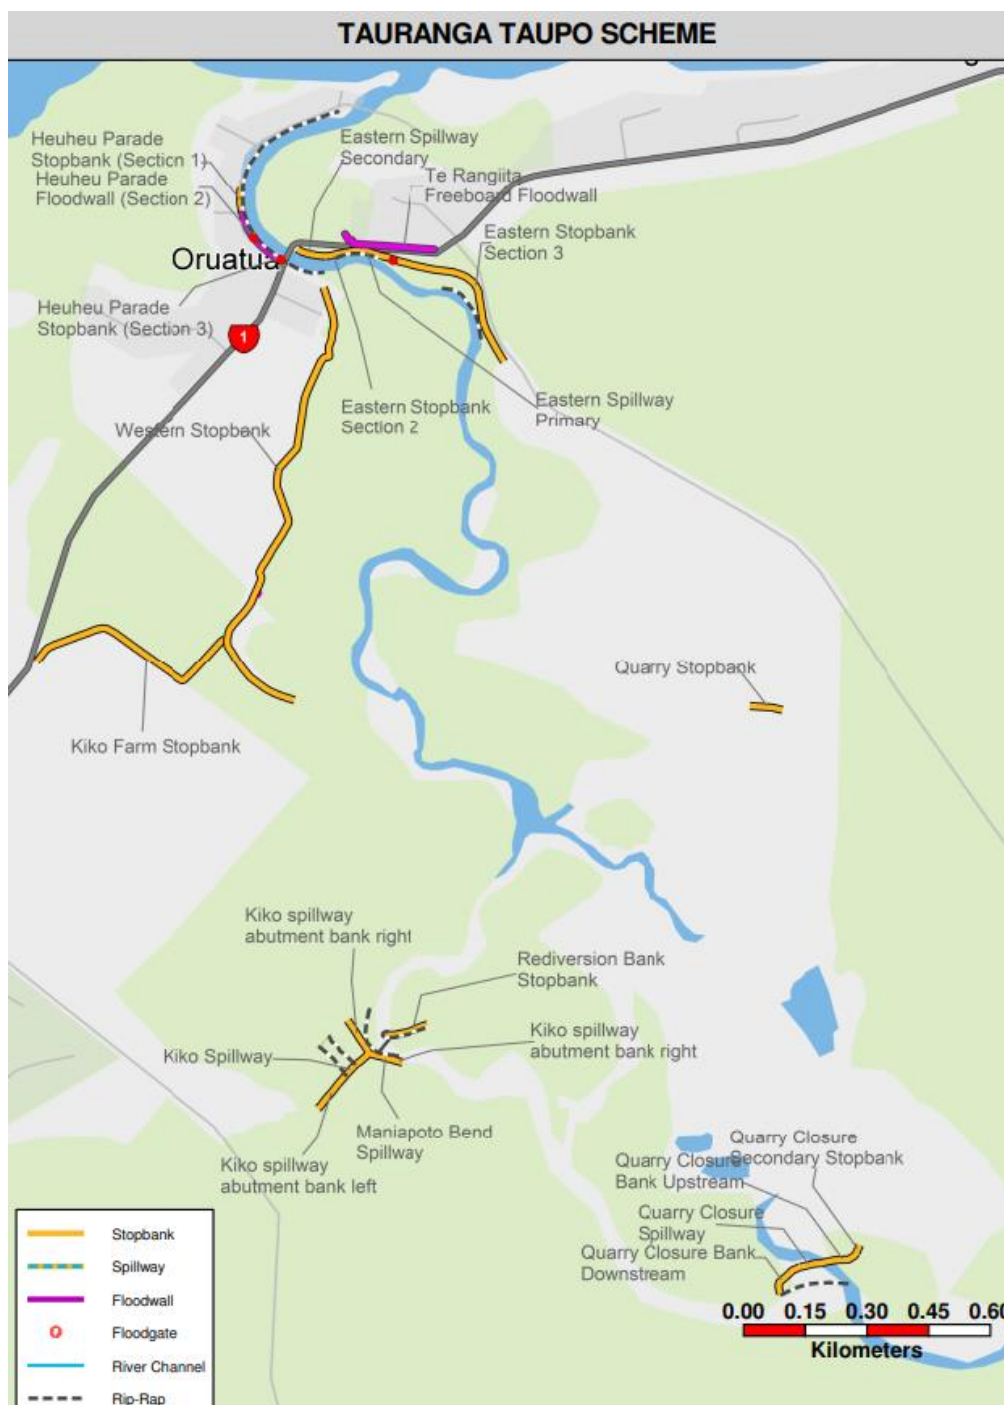 TAURANGA TAUPO SCHEME
Heuheu Parade
Stopbank (Section 1)
Heuheu Parade
Floodwall (Section 2)
Eastern Spillway
Secondary
Te Rangiita
Freeboard Floodwall
Eastern Stopbank
Section 3
Oruatua
Heuheu Parade
Stopbank (Section 3)
1
Eastern Stopbank
Section 2
Eastern Spillway
Primary
Western Stopbank
Quarry Stopbank
Kiko Farm Stopbank
Kiko spillway
abutment bank right
Rediversion Bank
Stopbank
Kiko spillway
abutment bank right
Kiko Spillway
Maniapoto Bend
Spillway
Kiko spillway
abutment bank left
Quarry Closure
Secondary Stopbank
Quarry Closure
Bank Upstream
Quarry Closure
Spillway
Quarry Closure Bank
Downstream
Stopbank
Spillway
Floodwall
Floodgate
River Channel
Rip-Rap
0.00 0.15 0.30 0.45 0.60
Kilometers